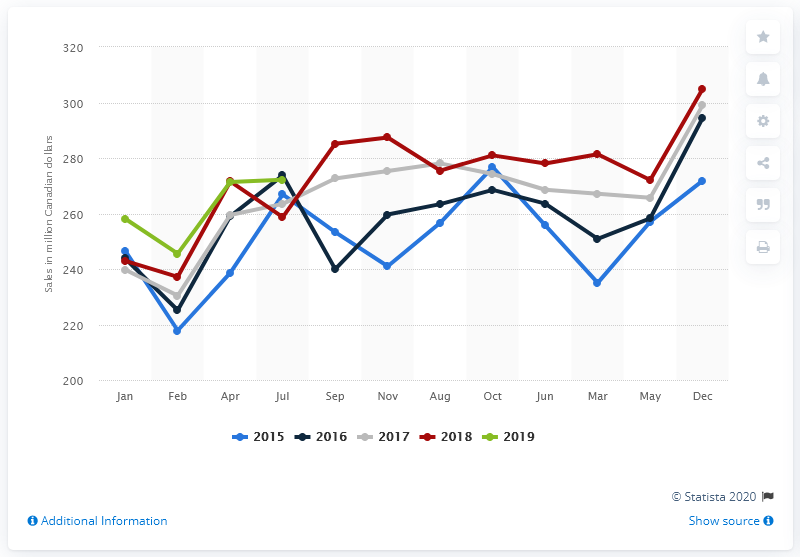 320
300
280
260
240
220
200
Sales in million Canadian dollars
Jan Feb Apr Jul Sep Nov Aug Oct Jun Mar May Dec
2015 2016 2017 2018 2019
© Statista 2020
Additional Information
Show source